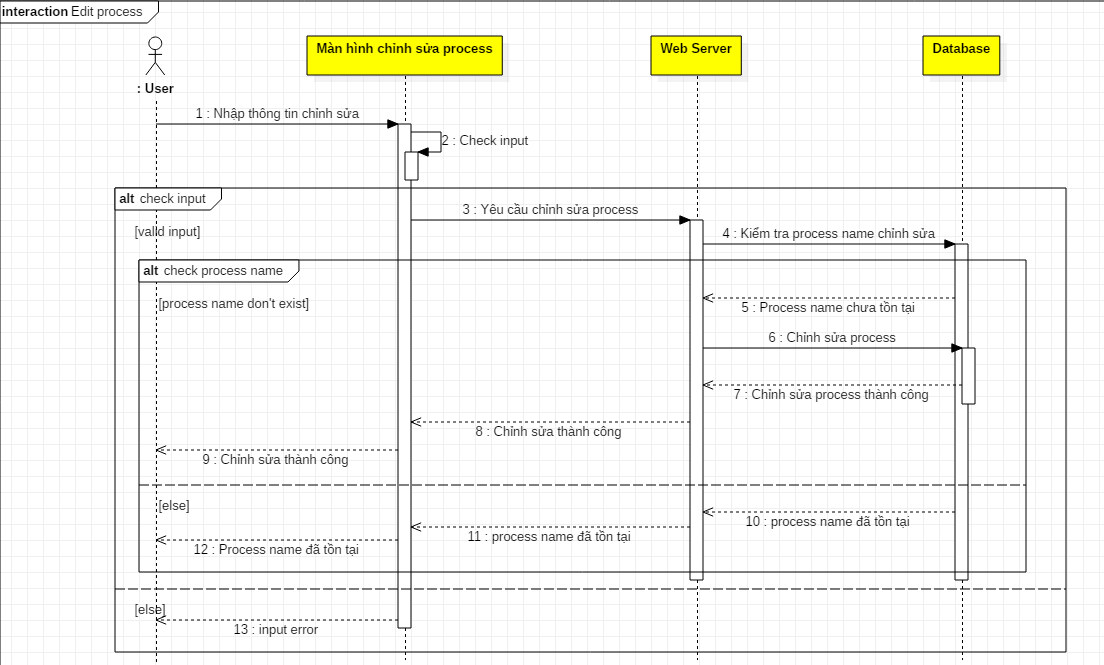 interaction Edit process
Màn hình chỉnh sửa process
Web Server
Database
: User
1 : Nhập thông tin chỉnh sửa
2 : Check input
alt check input
3 : Yêu cầu chỉnh sửa process
[valid input]
4 : Kiểm tra process name chỉnh sửa
alt check process name
[process name don't exist]
5 : Process name chưa tồn tại
6 : Chỉnh sửa process
7 : Chỉnh sửa process thành công
8 : Chỉnh sửa thành công
9 : Chỉnh sửa thành công
[else]
10 : process name đã tồn tại
11 : process name đã tồn tại
12 : Process name đã tồn tại
[else]
13 : input error